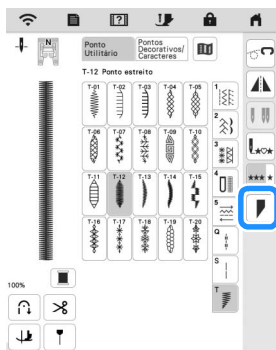 N
Ponto
Utilitário
Pontos
Decorativos/
Caracteres
T-12 Ponto estreito
T-01 T-02 T-03 T-04 T-05
T-06 T-07 T-08 T-09 T-10
T-11 T-12 T-13 T-14 T-15
T-16 T-17 T-18 T-19 T-20
1
2
3
4
5
Q
S
T
100%